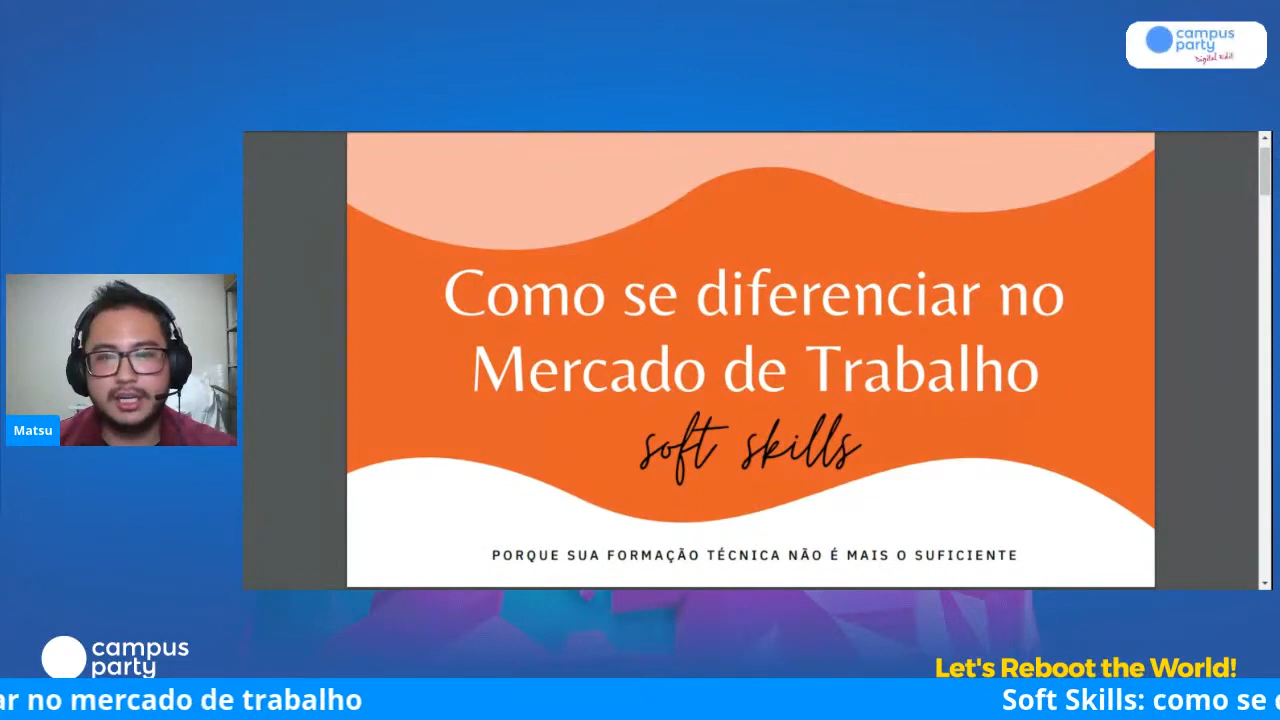 campus
party
Digital Edit
Como se diferenciar no
Mercado de Trabalho
soft skills
PORQUE SUA FORMAÇÃO TÉCNICA NÃO É MAIS O SUFICIENTE
Matsu
campus
party
Let's Reboot the World!
ar no mercado de trabalho
Soft Skills: como se